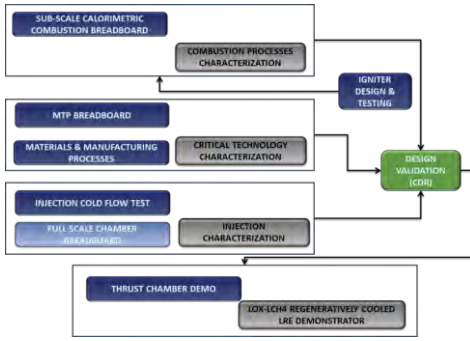 SUB-SCALE CALORIMETRIC
COMBUSTION BREADBOARD
COMBUSTION PROCESSES
CHARACTERIZATION
IGNITER
DESIGN &
TESTING
MTP BREADBOARD
MATERIALS & MANUFACTURING
PROCESSES
CRITICAL TECHNOLOGY
CHARACTERIZATION
DESIGN
VALIDATION
(CDR)
INJECTION COLD FLOW TEST
FULL SCALE CHAMBER
BREADBOARD
INJECTION
CHARACTERIZATION
THRUST CHAMBER DEMO
LOX-LCH4 REGENERATIVELY COOLED
LRE DEMONSTRATOR